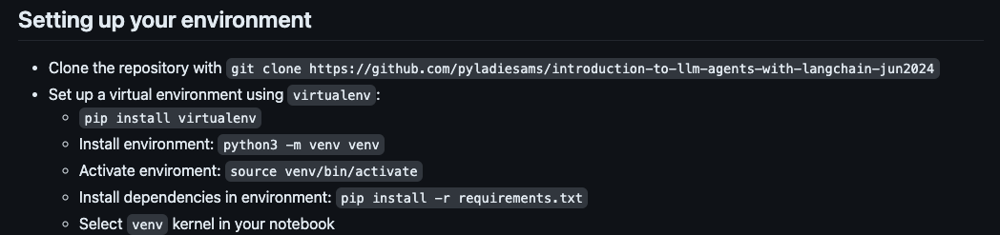 Setting up your environment
• Clone the repository with git clone https://github.com/pyladiesams/introduction-to-llm-agents-with-langchain-jun2024
• Set up a virtual environment using virtualenv:
◦ pip install virtualenv
◦ Install environment: python3 -m venv venv
◦ Activate enviroment: source venv/bin/activate
◦ Install dependencies in environment: pip install -r requirements.txt
◦ Select venv kernel in your notebook